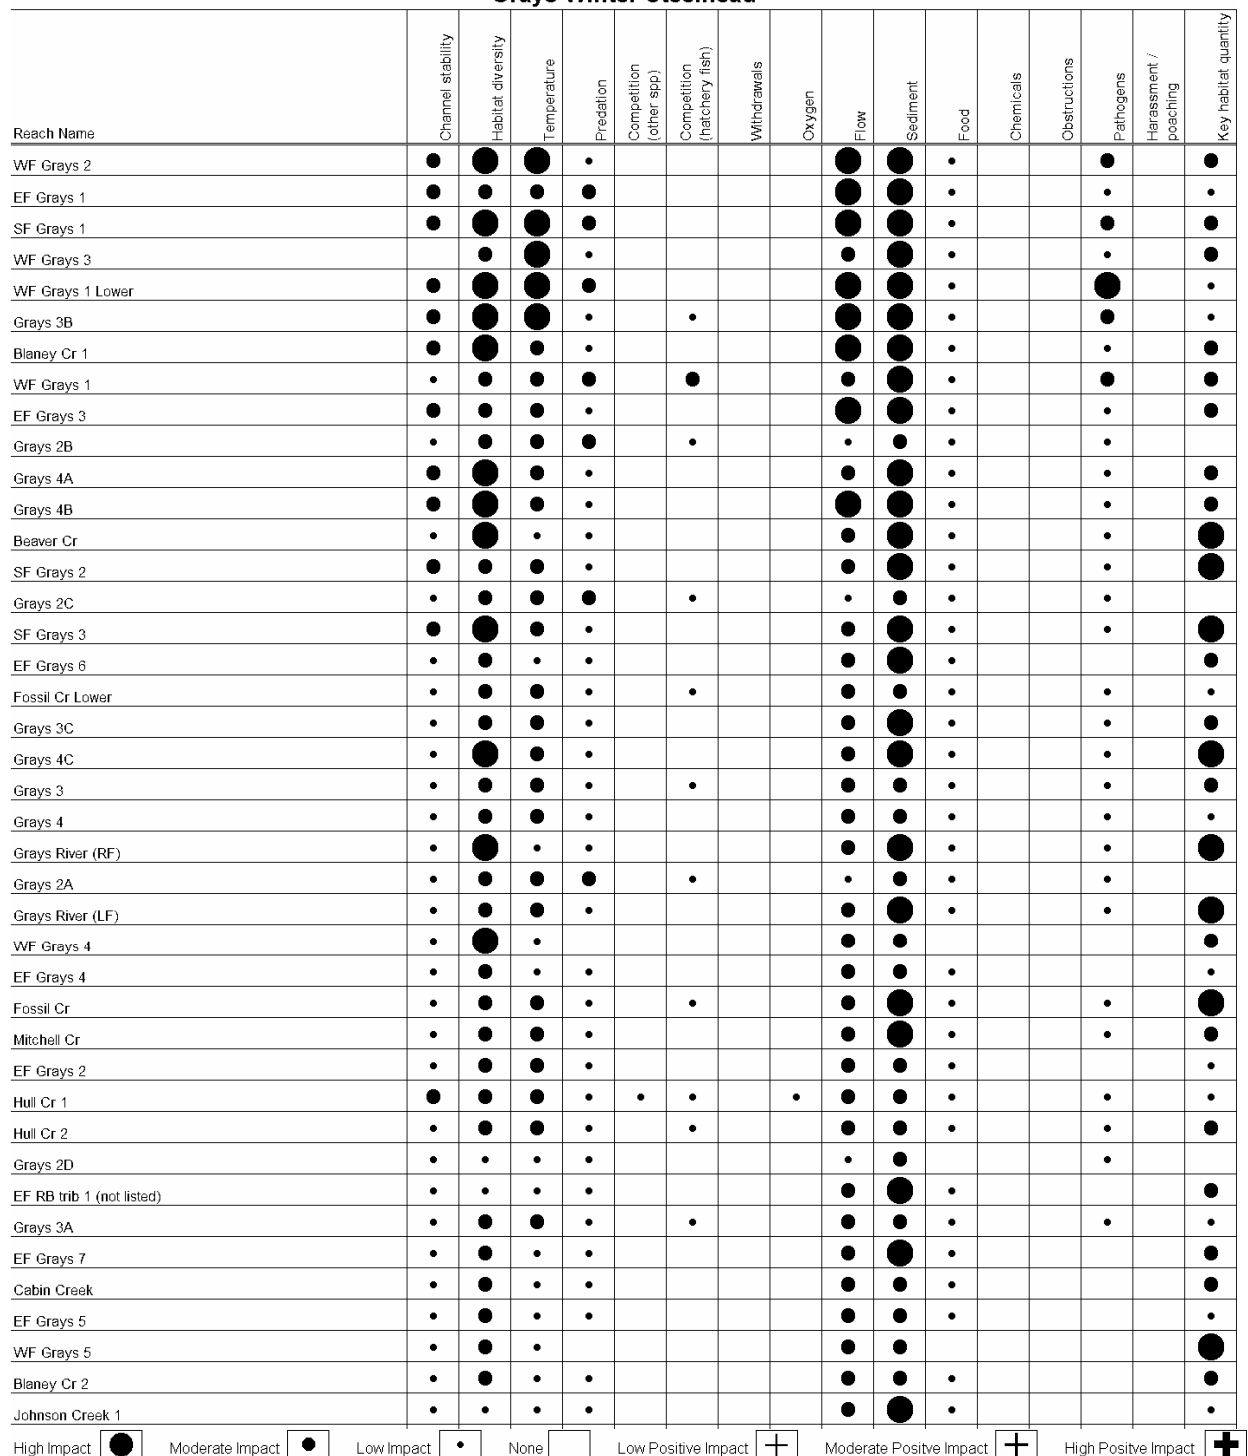 Grays Winter Steelhead
Reach Name
Channel stability
Habitat diversity
Temperature
Predation
Competition
(other spp)
Competition
(hatchery fish)
Withdrawals
Oxygen
Flow
Sediment
Food
Chemicals
Obstructions
Pathogens
Harassment /
poaching
Key habitat quantity
WF Grays 2
EF Grays 1
SF Grays 1
WF Grays 3
WF Grays 1 Lower
Grays 3B
Blaney Cr 1
WF Grays 1
EF Grays 3
Grays 2B
Grays 4A
Grays 4B
Beaver Cr
SF Grays 2
Grays 2C
SF Grays 3
EF Grays 6
Fossil Cr Lower
Grays 3C
Grays 4C
Grays 3
Grays 4
Grays River (RF)
Grays 2A
Grays River (LF)
WF Grays 4
EF Grays 4
Fossil Cr
Mitchell Cr
EF Grays 2
Hull Cr 1
Hull Cr 2
Grays 2D
EF RB trib 1 (not listed)
Grays 3A
EF Grays 7
Cabin Creek
EF Grays 5
WF Grays 5
Blaney Cr 2
Johnson Creek 1
High Impact Moderate Impact Low Impact None Low Positive Impact Moderate Positve Impact High Positve Impact